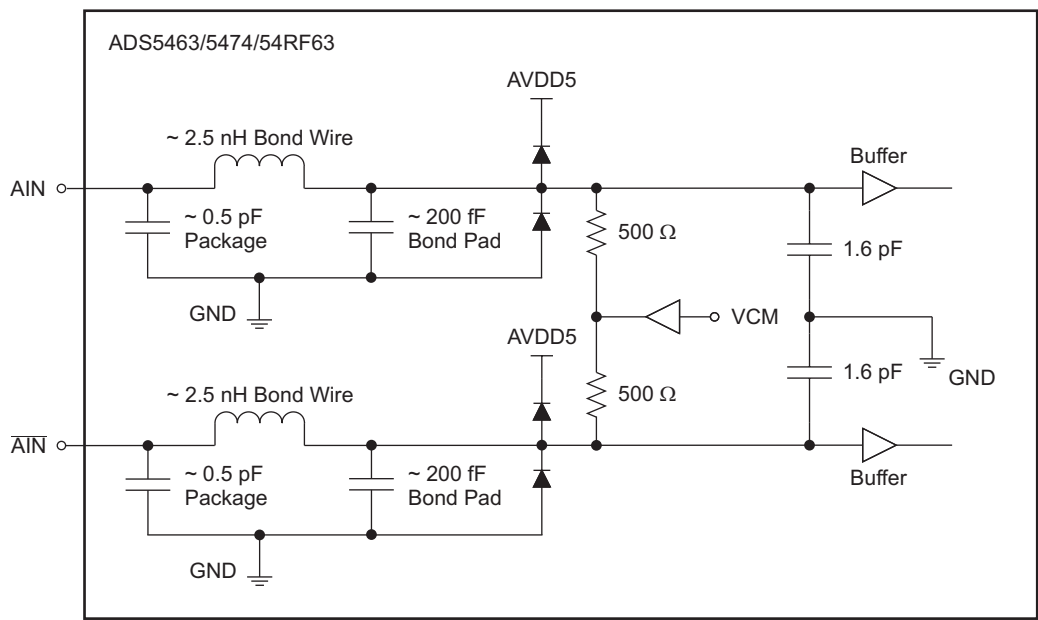 ADS5463/5474/54RF63
AVDD5
~ 2.5 nH Bond Wire
Buffer
AIN
~ 0.5 pF
Package
~ 200 fF
Bond Pad
500 Ω
1.6 pF
GND
VCM
AVDD5
1.6 pF
GND
~ 2.5 nH Bond Wire
500 Ω
A̅I̅N̅
~ 0.5 pF
Package
~ 200 fF
Bond Pad
Buffer
GND